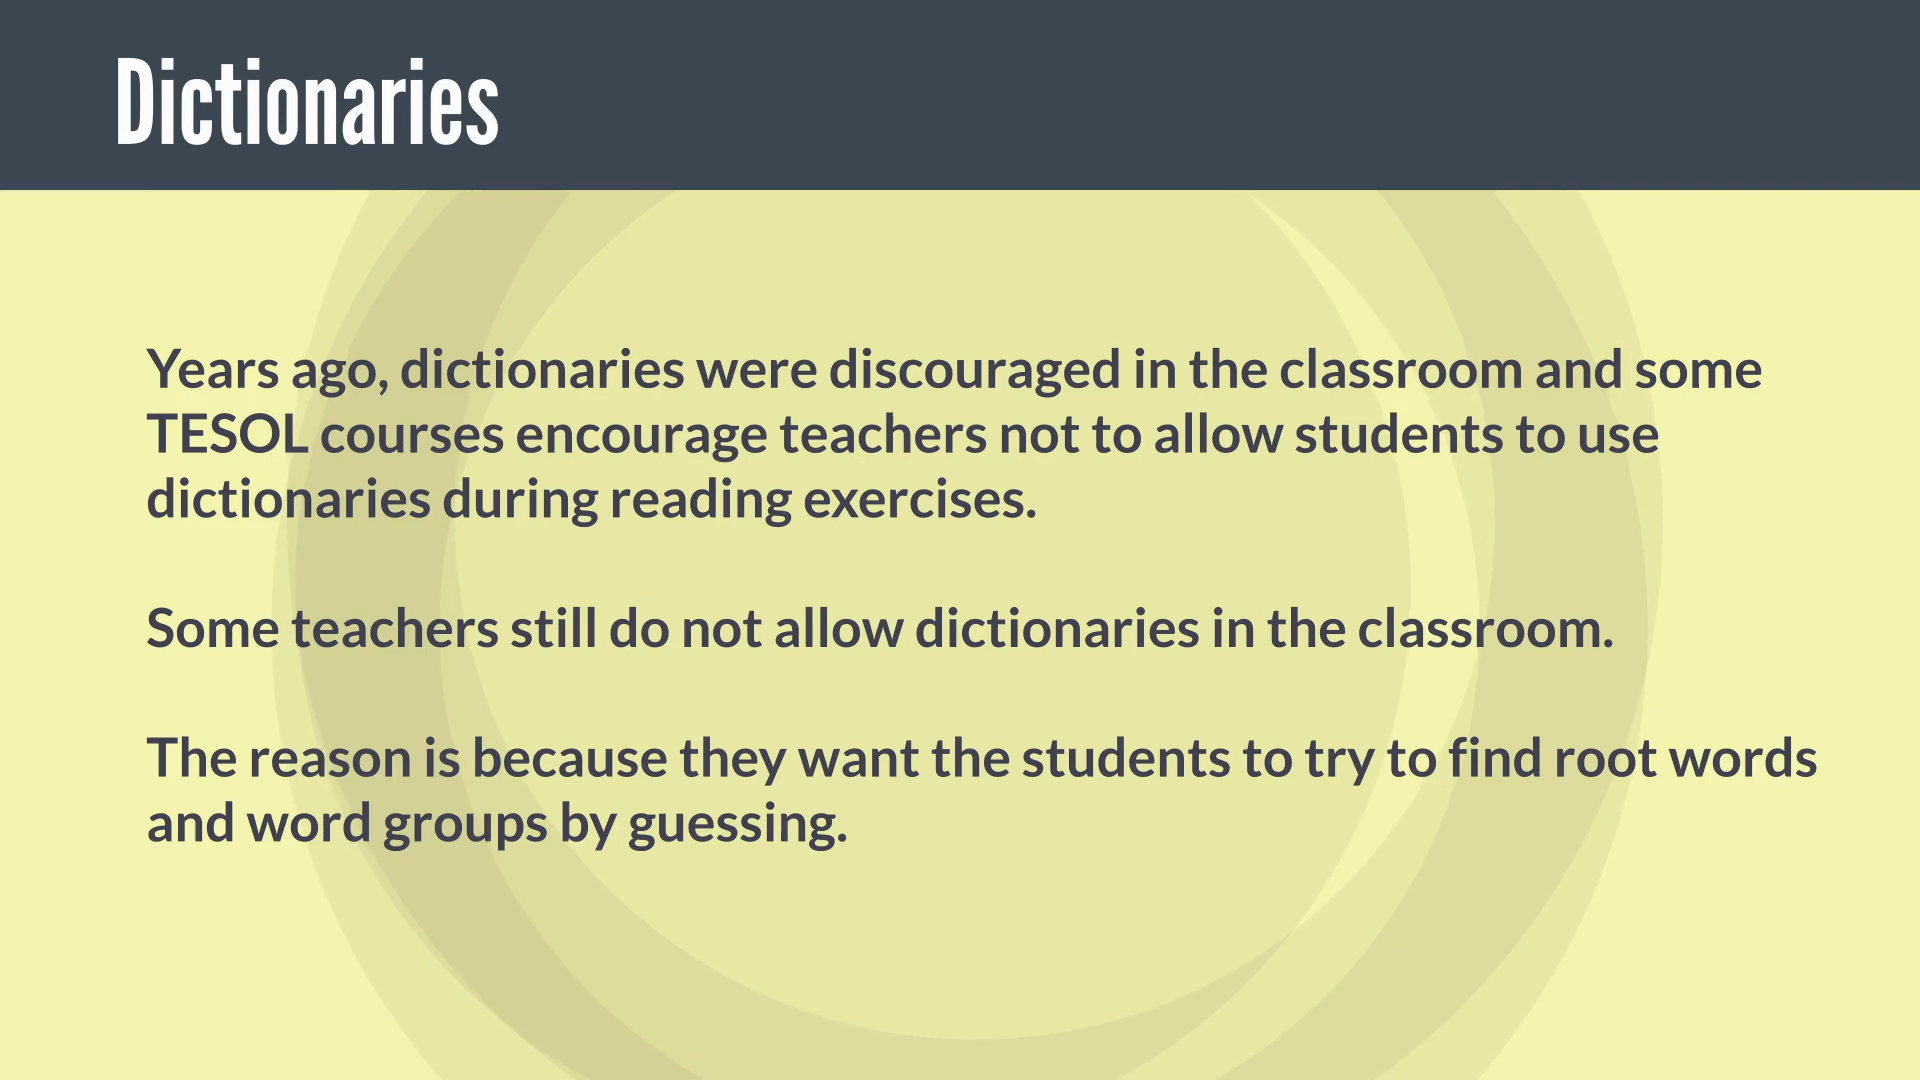 Dictionaries
Years ago, dictionaries were discouraged in the classroom and some
TESOL courses encourage teachers not to allow students to use
dictionaries during reading exercises.
Some teachers still do not allow dictionaries in the classroom.
The reason is because they want the students to try to find root words
and word groups by guessing.